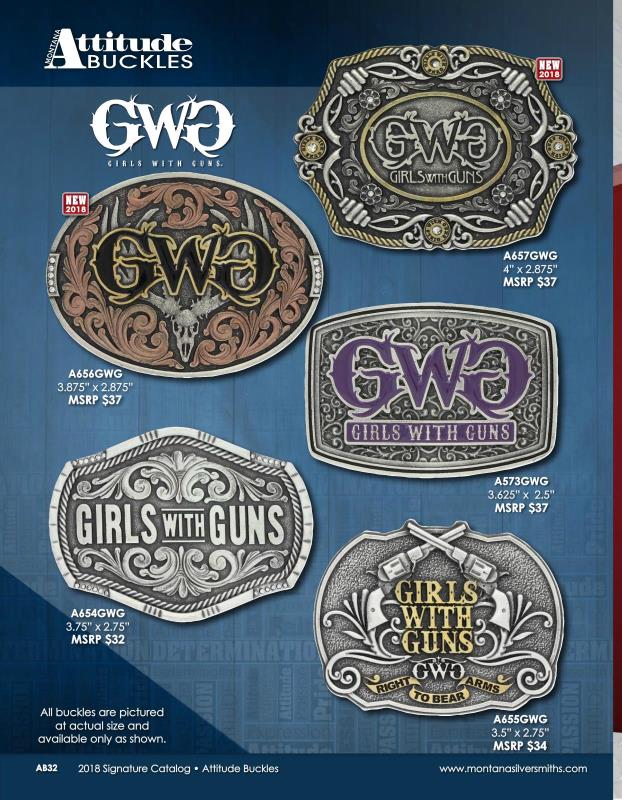 MONTANA
Attitude
BUCKLES
GWG
GIRLS WITH GUNS.
NEW
2018
GWG
GIRLS WITH GUNS
A657GWG
4" x 2.875"
MSRP $37
NEW
2018
GWG
A656GWG
3.875" x 2.875"
MSRP $37
GWG
GIRLS WITH GUNS
A573GWG
3.625" x 2.5"
MSRP $37
GIRLS WITH GUNS
A654GWG
3.75" x 2.75"
MSRP $32
GIRLS
WITH
GUNS
GWG
RIGHT TO BEAR ARMS
A655GWG
3.5" x 2.75"
MSRP $34
All buckles are pictured
at actual size and
available only as shown.
DETERMINATION
AB32 2018 Signature Catalog • Attitude Buckles www.montanasilversmiths.com